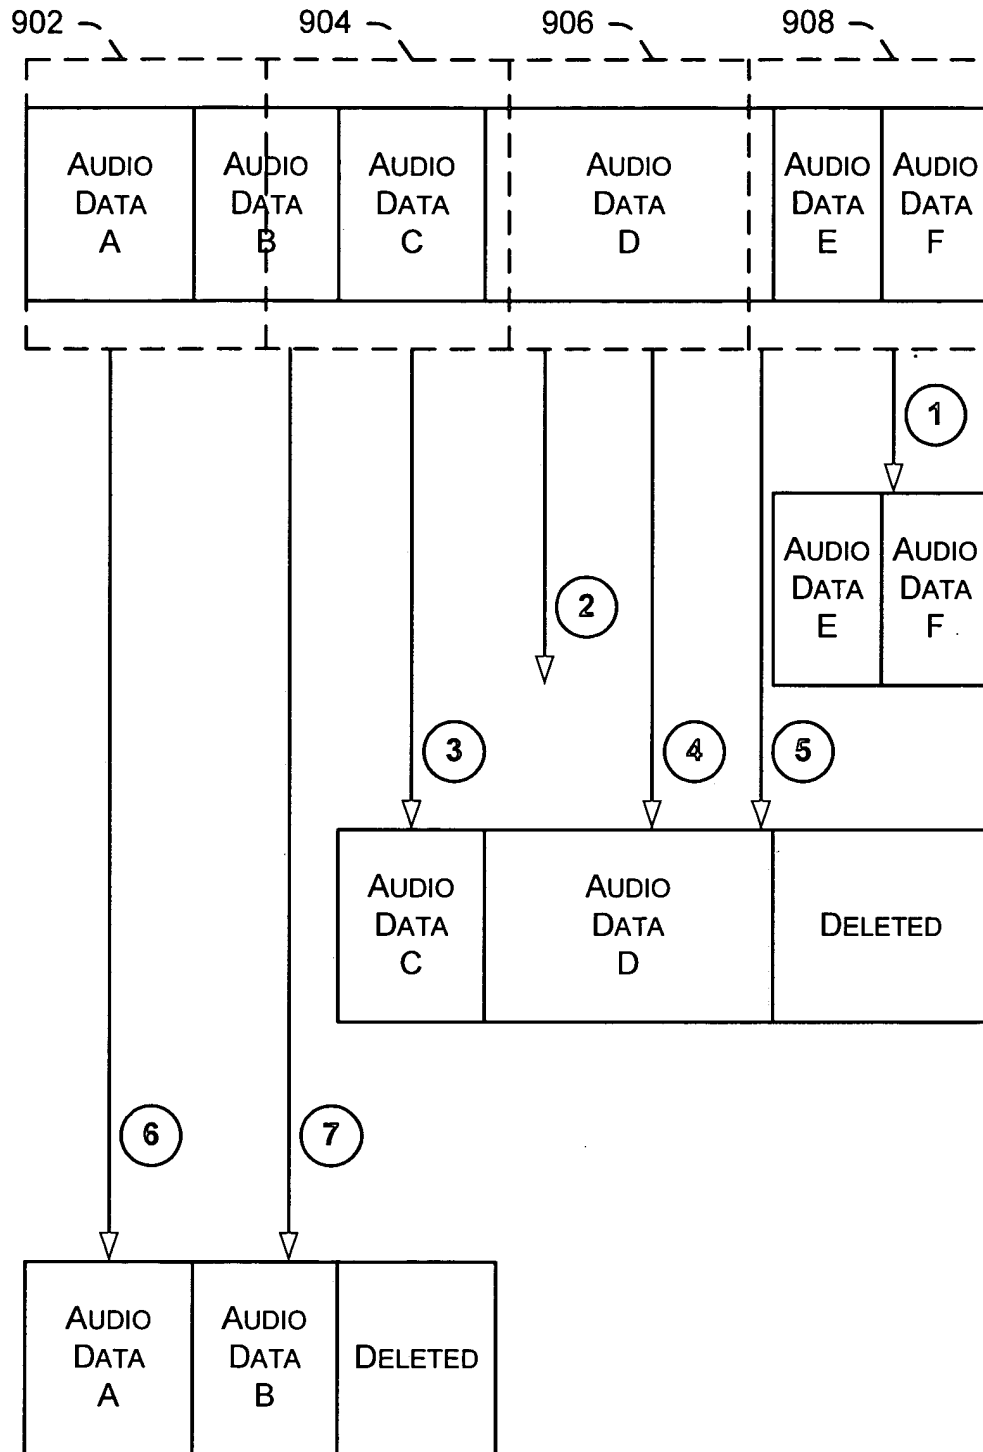 902 904 906 908
AUDIO DATA A
AUDIO DATA B
AUDIO DATA C
AUDIO DATA D
AUDIO DATA E
AUDIO DATA F
1
AUDIO DATA E
AUDIO DATA F
2
3
4
5
AUDIO DATA C
AUDIO DATA D
DELETED
6
7
AUDIO DATA A
AUDIO DATA B
DELETED